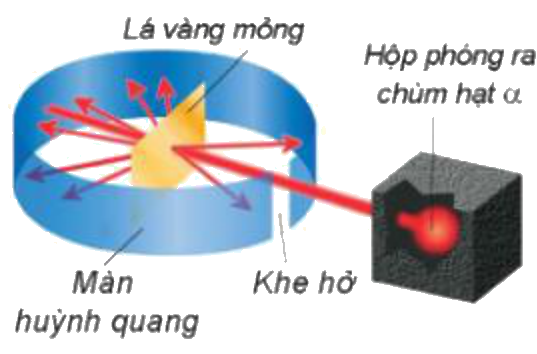 Lá vàng mỏng
Hộp phóng ra
chùm hạt α
Màn
huỳnh quang
Khe hở